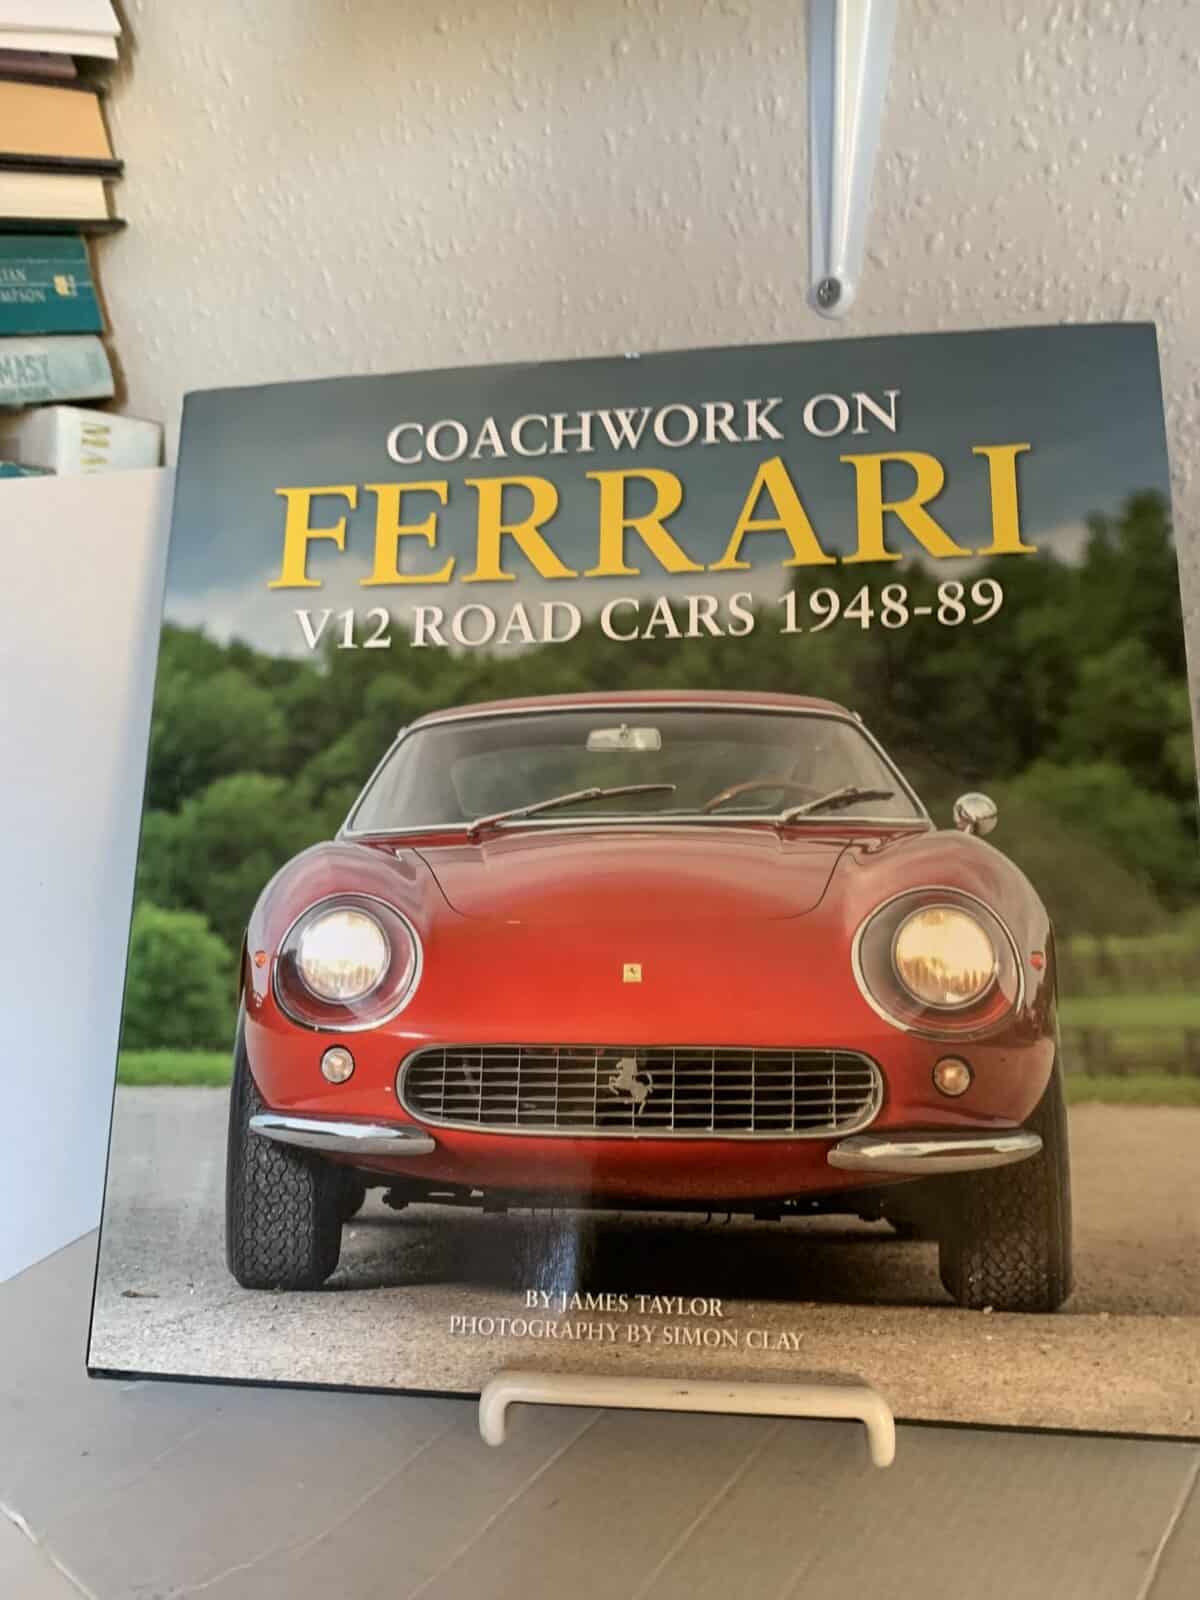 COACHWORK ON
FERRARI
V12 ROAD CARS 1948-89
BY JAMES TAYLOR
PHOTOGRAPHY BY SIMON CLAY